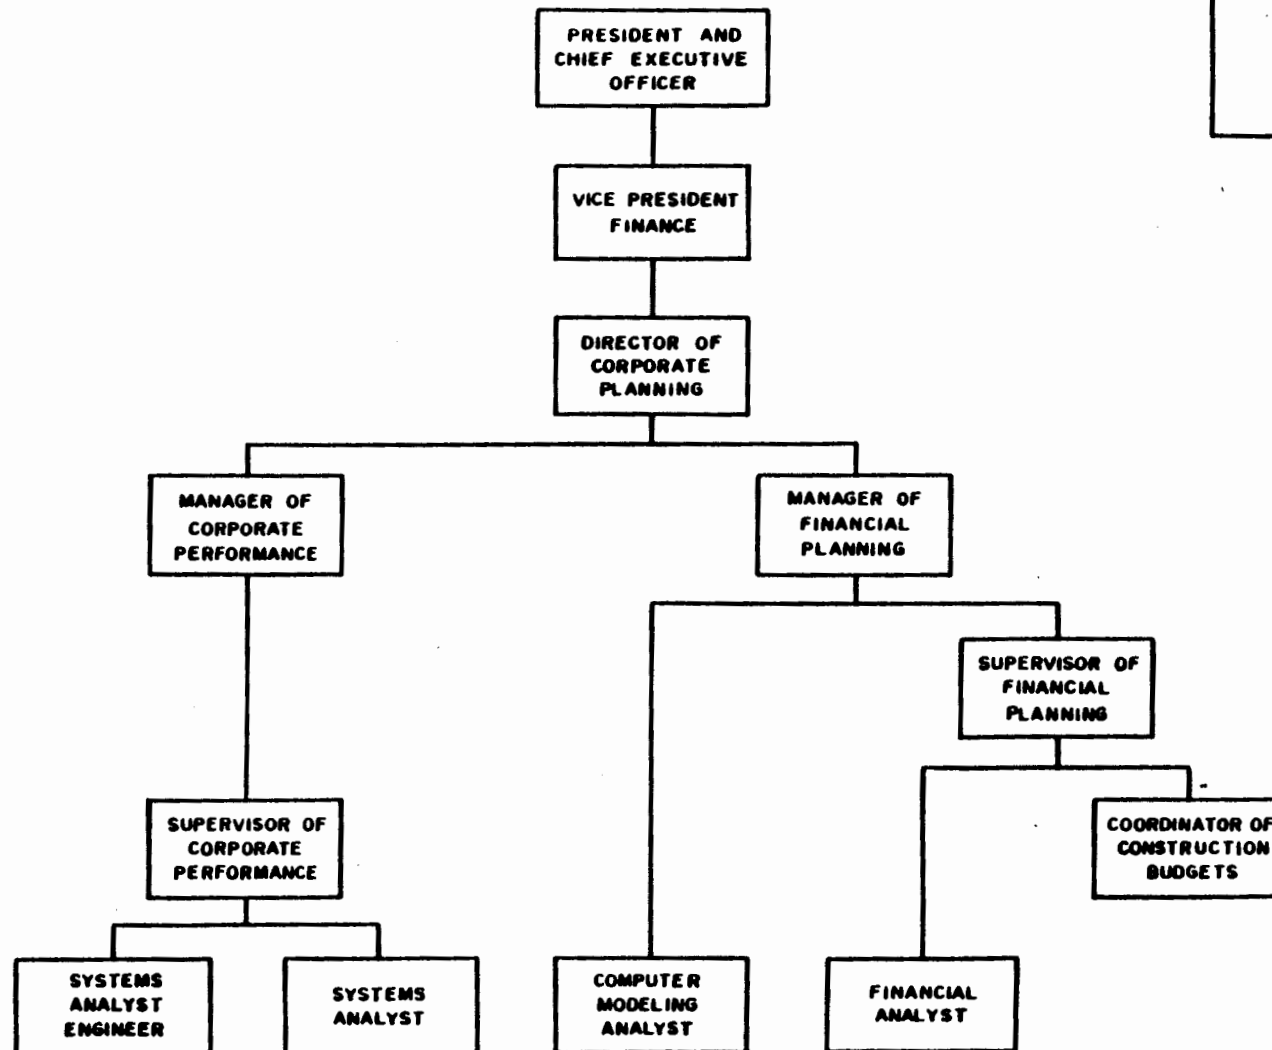 PRESIDENT AND
CHIEF EXECUTIVE
OFFICER
VICE PRESIDENT
FINANCE
DIRECTOR OF
CORPORATE
PLANNING
MANAGER OF
CORPORATE
PERFORMANCE
MANAGER OF
FINANCIAL
PLANNING
SUPERVISOR OF
FINANCIAL
PLANNING
SUPERVISOR OF
CORPORATE
PERFORMANCE
COORDINATOR OF
CONSTRUCTION
BUDGETS
SYSTEMS
ANALYST
ENGINEER
SYSTEMS
ANALYST
COMPUTER
MODELING
ANALYST
FINANCIAL
ANALYST